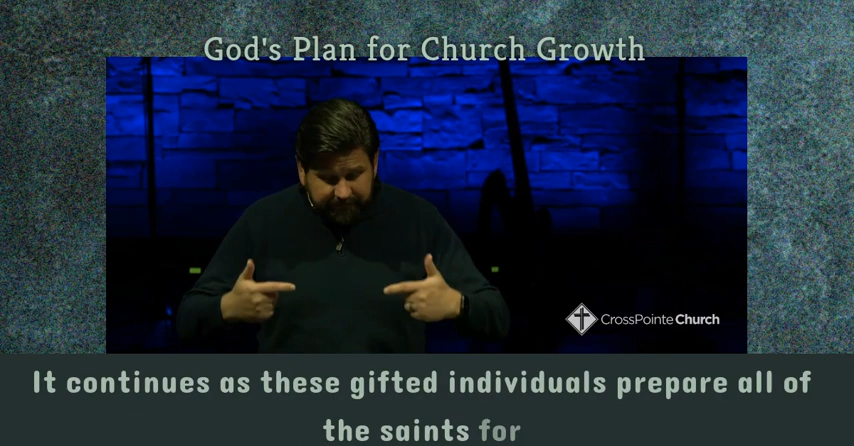 God's Plan for Church Growth
CrossPointe Church
It continues as these gifted individuals prepare all of
the saints for